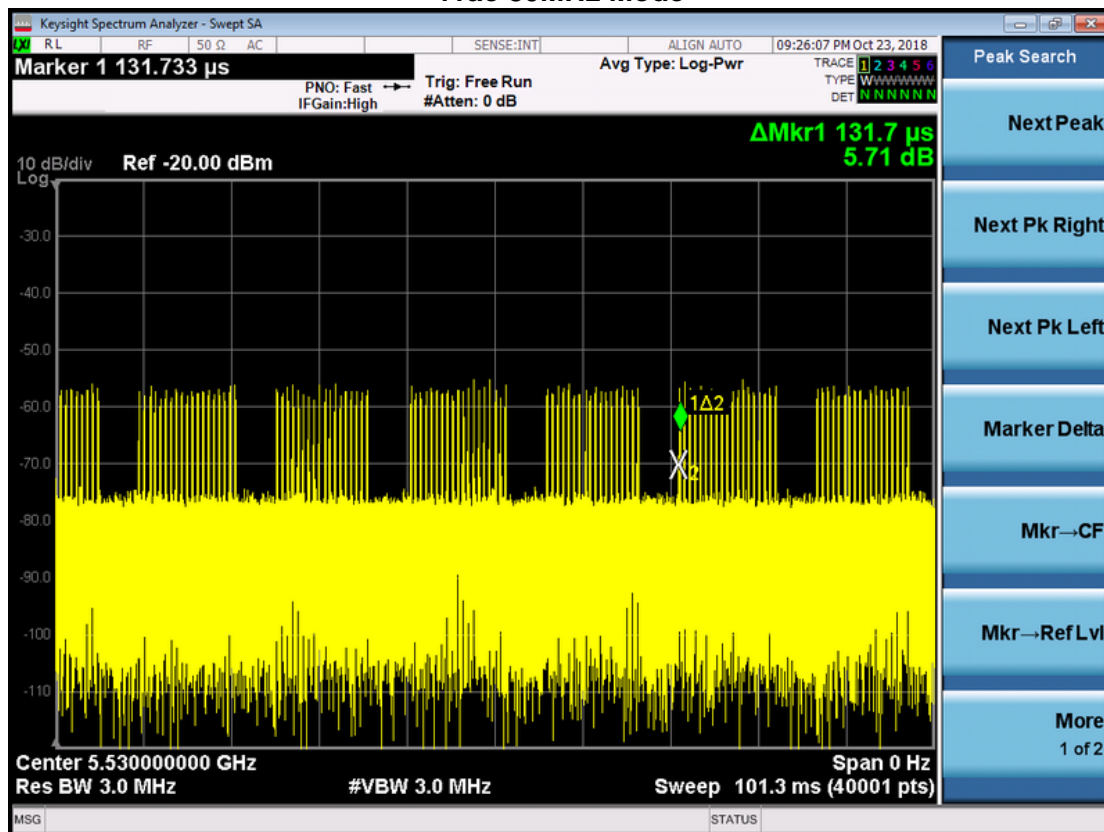 Keysight Spectrum Analyzer - Swept SA
LXI RL RF 50 Ω AC SENSE:INT ALIGN AUTO 09:26:07 PM Oct 23, 2018
Marker 1 131.733 µs
PNO: Fast
IFGain:High
Trig: Free Run
#Atten: 0 dB
Avg Type: Log-Pwr
TRACE 1 2 3 4 5 6
TYPE WWWWWW
DET N N N N N N
Peak Search
ΔMkr1 131.7 µs
5.71 dB
10 dB/div Ref -20.00 dBm
Log
-30.0
-40.0
-50.0
-60.0
-70.0
-80.0
-90.0
-100
-110
1Δ2
X2
Center 5.530000000 GHz Span 0 Hz
Res BW 3.0 MHz #VBW 3.0 MHz Sweep 101.3 ms (40001 pts)
MSG STATUS
Next Peak
Next Pk Right
Next Pk Left
Marker Delta
Mkr→CF
Mkr→Ref Lvl
More
1 of 2